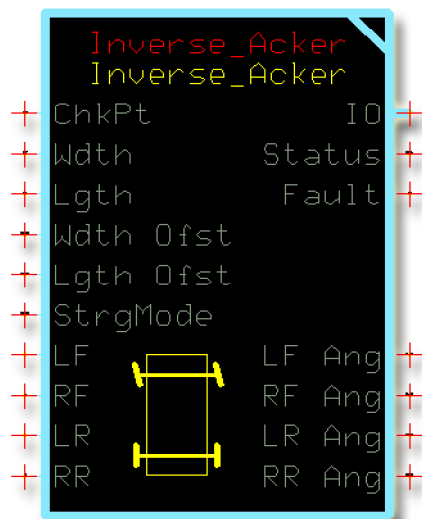 Inverse_Acker
Inverse_Acker
ChkPt IO
Wdth Status
Lgth Fault
Wdth Ofst
Lgth Ofst
StrgMode
LF LF Ang
RF RF Ang
LR LR Ang
RR RR Ang